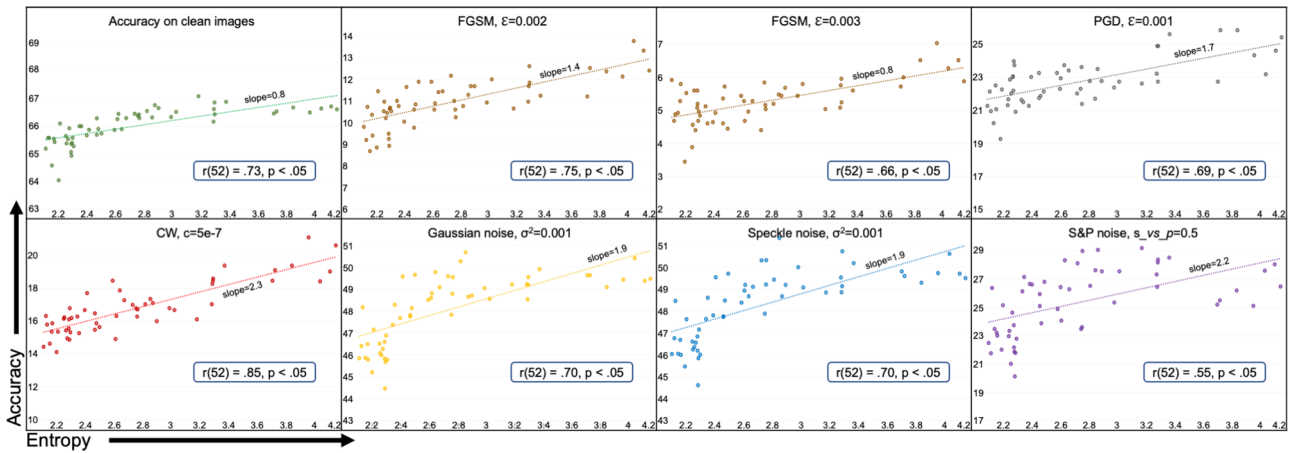 Accuracy on clean images
69
68
67
66
65
64
63
slope=0.8
r(52) = .73, p < .05
2.2 2.4 2.6 2.8 3 3.2 3.4 3.6 3.8 4 4.2
FGSM, Ɛ=0.002
14
13
12
11
10
9
8
7
6
slope=1.4
r(52) = .75, p < .05
2.2 2.4 2.6 2.8 3 3.2 3.4 3.6 3.8 4 4.2
FGSM, Ɛ=0.003
7
6
5
4
3
2
slope=0.8
r(52) = .66, p < .05
2.2 2.4 2.6 2.8 3 3.2 3.4 3.6 3.8 4 4.2
PGD, Ɛ=0.001
25
23
21
19
17
15
slope=1.7
r(52) = .69, p < .05
2.2 2.4 2.6 2.8 3 3.2 3.4 3.6 3.8 4 4.2
CW, c=5e-7
20
18
16
14
12
10
slope=2.3
r(52) = .85, p < .05
2.2 2.4 2.6 2.8 3 3.2 3.4 3.6 3.8 4 4.2
Gaussian noise, σ²=0.001
51
50
49
48
47
46
45
44
43
slope=1.9
r(52) = .70, p < .05
2.2 2.4 2.6 2.8 3 3.2 3.4 3.6 3.8 4 4.2
Speckle noise, σ²=0.001
51
50
49
48
47
46
45
44
43
slope=1.9
r(52) = .70, p < .05
2.2 2.4 2.6 2.8 3 3.2 3.4 3.6 3.8 4 4.2
S&P noise, s_vs_p=0.5
29
27
25
23
21
19
17
slope=2.2
r(52) = .55, p < .05
2.2 2.4 2.6 2.8 3 3.2 3.4 3.6 3.8 4 4.2
Accuracy
Entropy